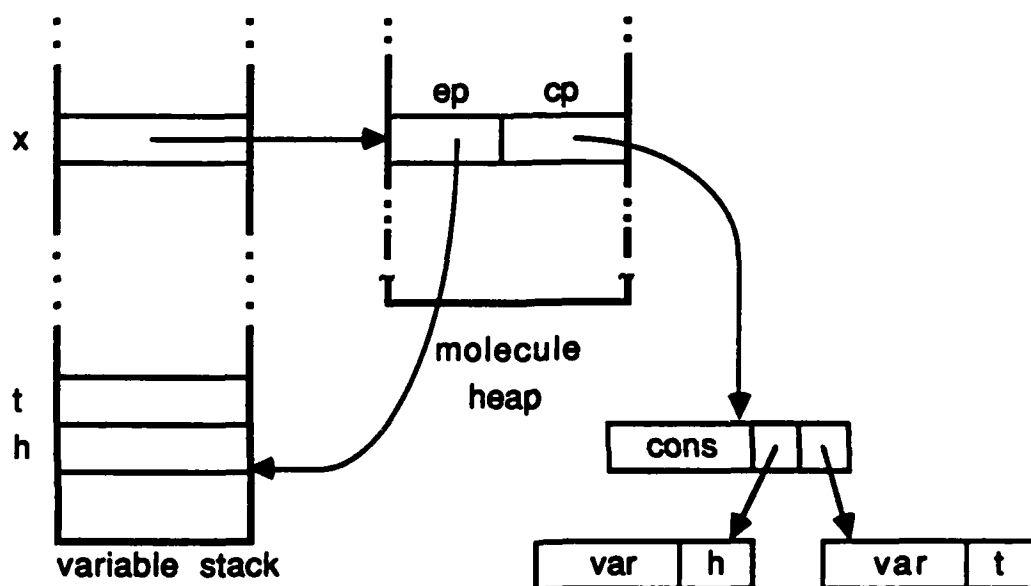 ep cp
x
molecule
heap
t
h
cons
variable stack
var h
var t